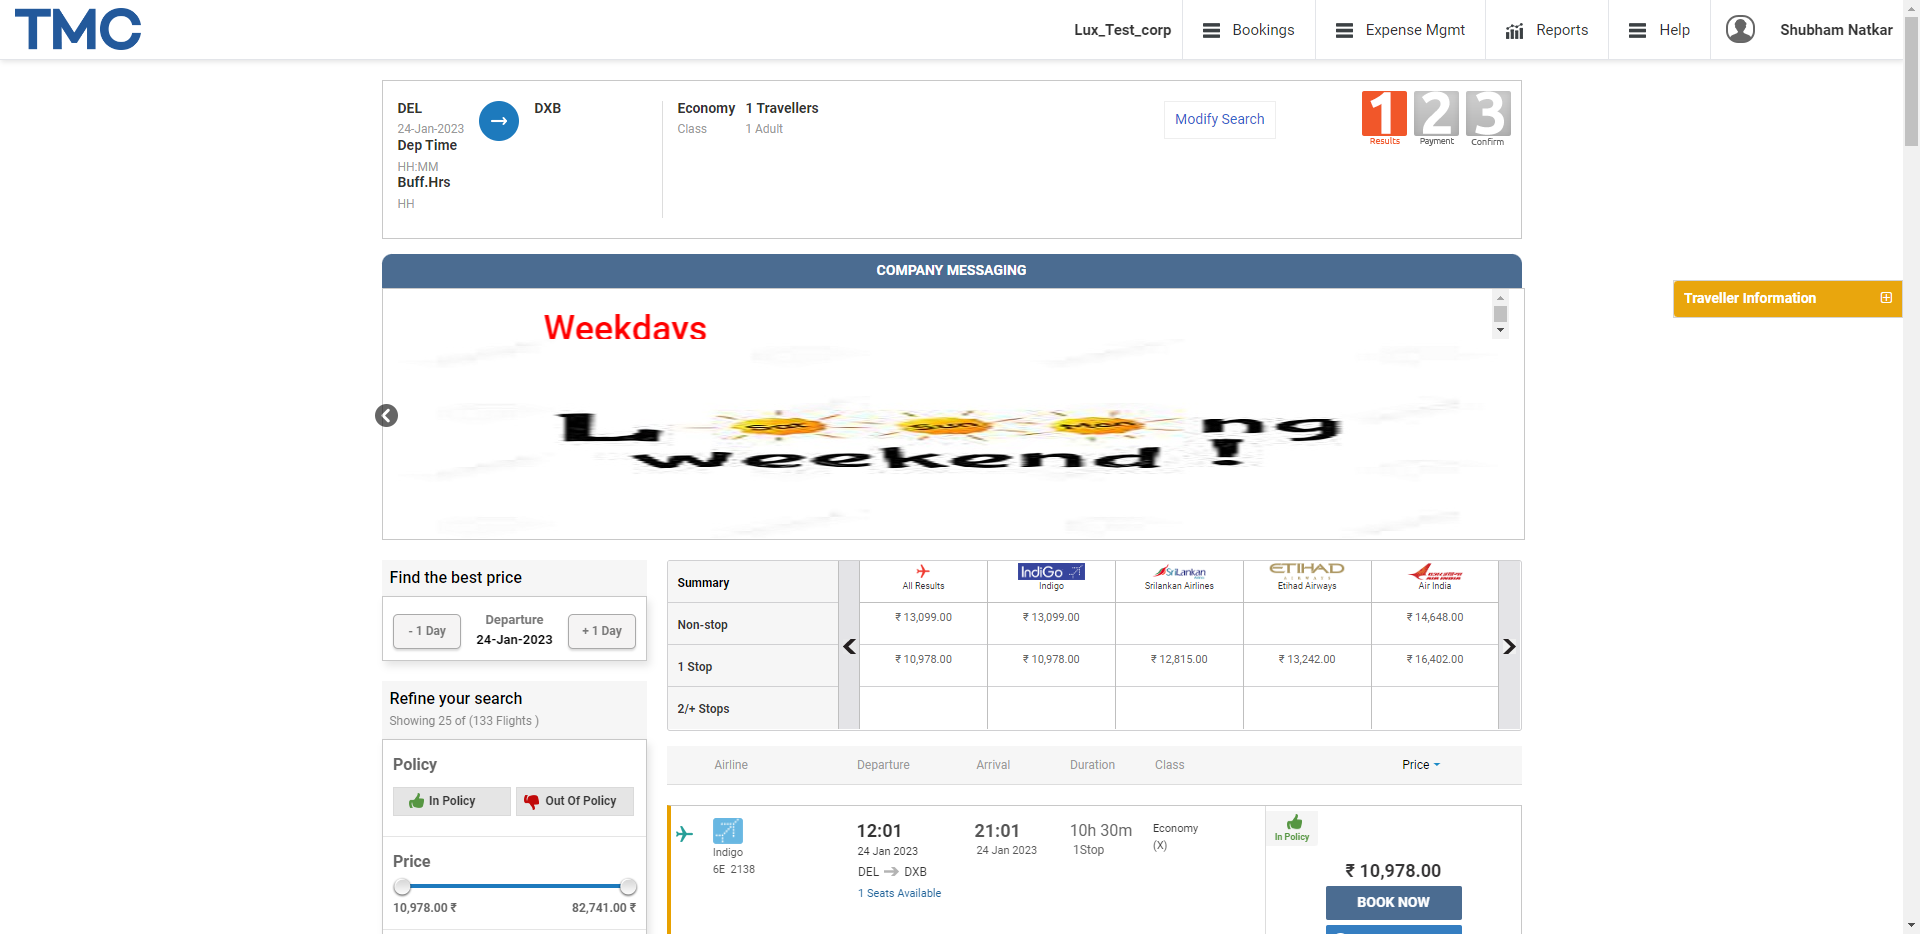 TMC
Lux_Test_corp
Bookings
Expense Mgmt
Reports
Help
Shubham Natkar
DEL
DXB
24-Jan-2023
Dep Time
HH:MM
Buff.Hrs
HH
Economy
1 Travellers
Class
1 Adult
Modify Search
1 2 3
Results
Payment
Confirm
COMPANY MESSAGING
Traveller Information
Weekdays
L Sat Sun Mon ng
weekend !
Find the best price
- 1 Day
Departure
24-Jan-2023
+ 1 Day
Refine your search
Showing 25 of (133 Flights )
Policy
In Policy
Out Of Policy
Price
10,978.00 ₹
82,741.00 ₹
Summary
All Results
IndiGo
Indigo
SriLankan
Srilankan Airlines
ETIHAD
AIRWAYS
Etihad Airways
AIR INDIA
Air India
Non-stop
₹ 13,099.00
₹ 13,099.00
₹ 14,648.00
1 Stop
₹ 10,978.00
₹ 10,978.00
₹ 12,815.00
₹ 13,242.00
₹ 16,402.00
2/+ Stops
Airline
Departure
Arrival
Duration
Class
Price
Indigo
6E 2138
12:01
24 Jan 2023
DEL
DXB
1 Seats Available
21:01
24 Jan 2023
10h 30m
1Stop
Economy
(X)
In Policy
₹ 10,978.00
BOOK NOW